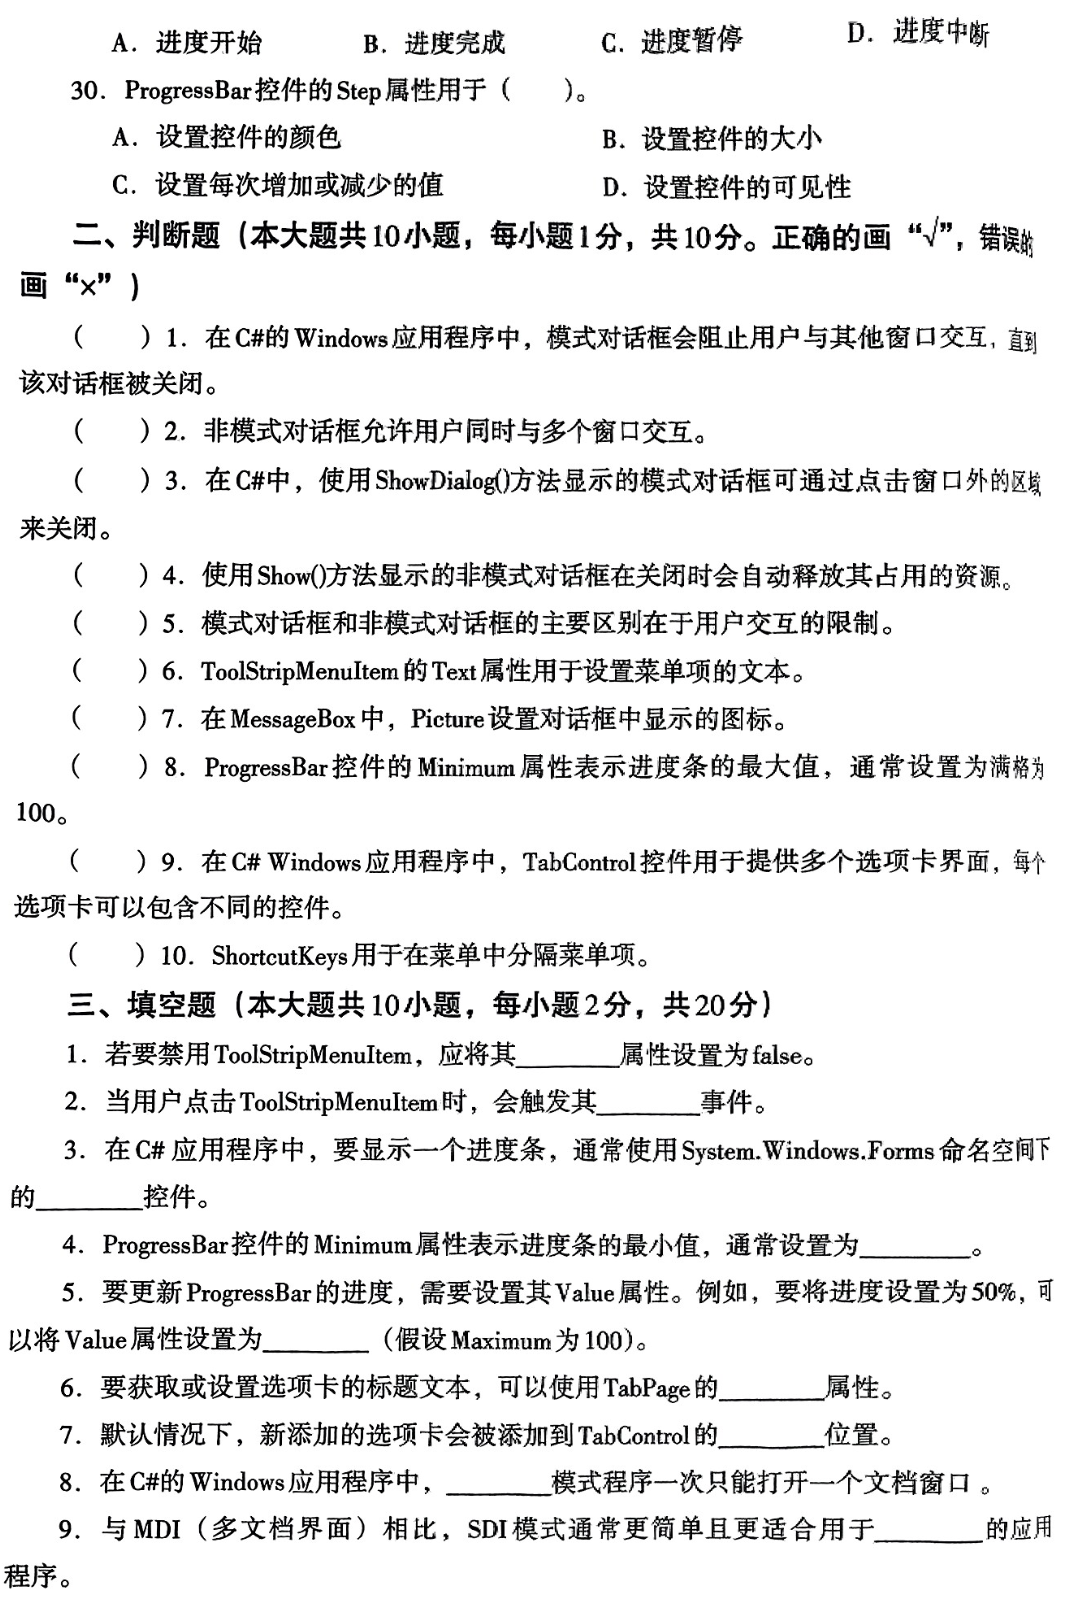 A. 进度开始 B. 进度完成 C. 进度暂停 D. 进度中断
30. ProgressBar控件的Step属性用于（ ）。
A. 设置控件的颜色 B. 设置控件的大小
C. 设置每次增加或减少的值 D. 设置控件的可见性
二、判断题（本大题共10小题，每小题1分，共10分。正确的画“√”，错误的
画“×”）
（ ）1. 在C#的Windows应用程序中，模式对话框会阻止用户与其他窗口交互，直到
该对话框被关闭。
（ ）2. 非模式对话框允许用户同时与多个窗口交互。
（ ）3. 在C#中，使用ShowDialog()方法显示的模式对话框可通过点击窗口外的区域
来关闭。
（ ）4. 使用Show()方法显示的非模式对话框在关闭时会自动释放其占用的资源。
（ ）5. 模式对话框和非模式对话框的主要区别在于用户交互的限制。
（ ）6. ToolStripMenuItem的Text属性用于设置菜单项的文本。
（ ）7. 在MessageBox中，Picture设置对话框中显示的图标。
（ ）8. ProgressBar控件的Minimum属性表示进度条的最大值，通常设置为满格为
100。
（ ）9. 在C# Windows应用程序中，TabControl控件用于提供多个选项卡界面，每个
选项卡可以包含不同的控件。
（ ）10. ShortcutKeys用于在菜单中分隔菜单项。
三、填空题（本大题共10小题，每小题2分，共20分）
1. 若要禁用ToolStripMenuItem，应将其________属性设置为false。
2. 当用户点击ToolStripMenuItem时，会触发其________事件。
3. 在C# 应用程序中，要显示一个进度条，通常使用System.Windows.Forms命名空间下
的________控件。
4. ProgressBar控件的Minimum属性表示进度条的最小值，通常设置为________。
5. 要更新ProgressBar的进度，需要设置其Value属性。例如，要将进度设置为50%，可
以将Value属性设置为________（假设Maximum为100）。
6. 要获取或设置选项卡的标题文本，可以使用TabPage的________属性。
7. 默认情况下，新添加的选项卡会被添加到TabControl的________位置。
8. 在C#的Windows应用程序中，________模式程序一次只能打开一个文档窗口 。
9. 与MDI（多文档界面）相比，SDI模式通常更简单且更适合用于________的应用
程序。